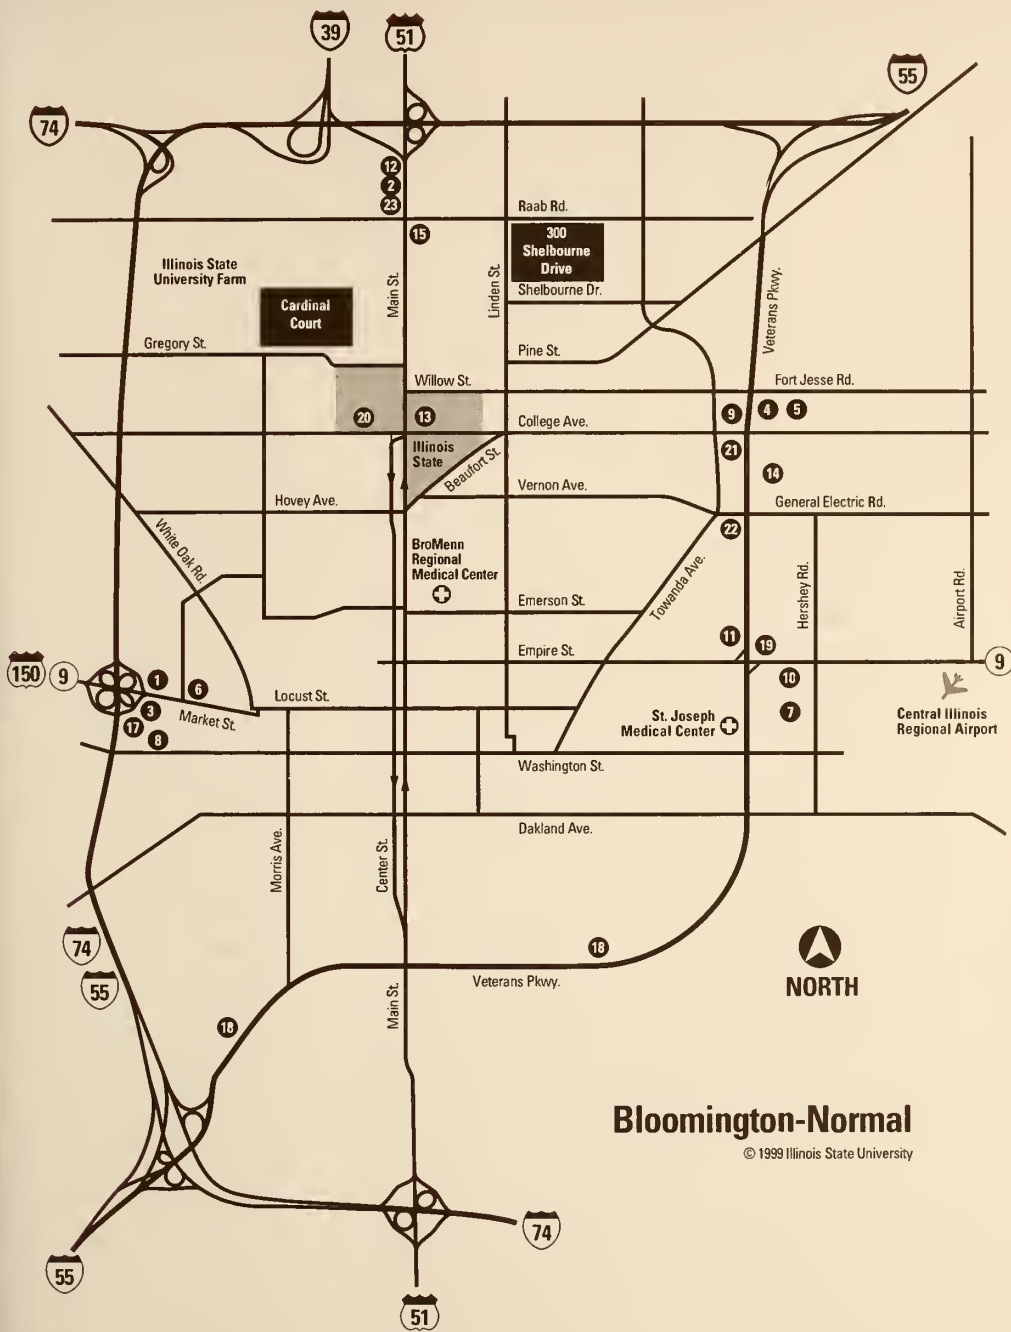 39
51
55
74
12
2
23
Raab Rd.
15
300
Shelbourne
Drive
Illinois State
University Farm
Main St.
Linden St.
Veterans Pkwy.
Cardinal
Court
Shelbourne Dr.
Gregory St.
Pine St.
Willow St.
Fort Jesse Rd.
20
13
9
4
5
College Ave.
Illinois
State
Beaufort St.
21
14
Hovey Ave.
Vernon Ave.
General Electric Rd.
White Oak Rd.
22
BroMenn
Regional
Medical Center
Towanda Ave.
Hershey Rd.
Airport Rd.
Emerson St.
11
19
Empire St.
150
9
1
6
9
10
Locust St.
3
Market St.
7
17
8
St. Joseph
Medical Center
Central Illinois
Regional Airport
Washington St.
Dakland Ave.
Morris Ave.
Center St.
74
55
18
NORTH
Veterans Pkwy.
Main St.
18
Bloomington-Normal
© 1999 Illinois State University
74
55
51